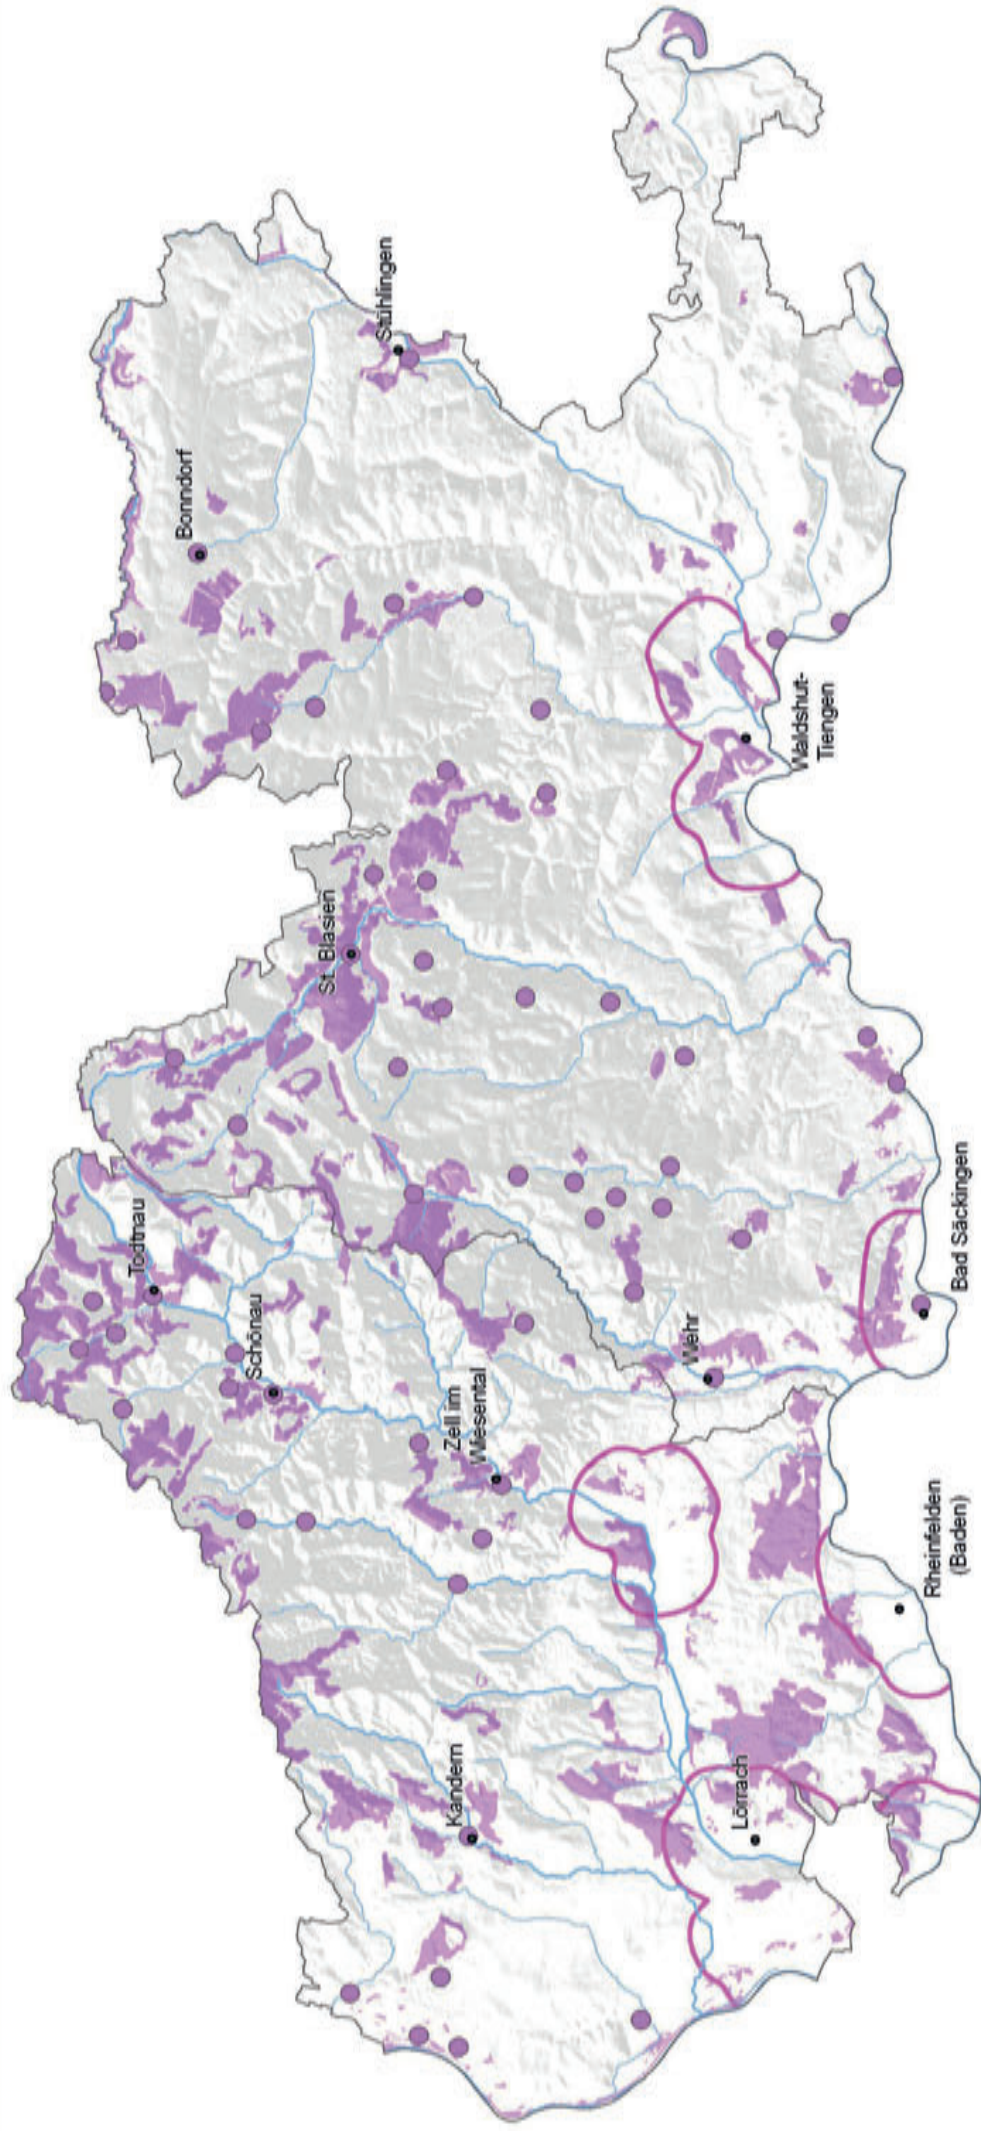 Bonndorf
Stühlingen
St. Blasien
Todtnau
Schönau
Zell im
Wiesental
Kandern
Wehr
Waldshut-
Tiengen
Bad Säckingen
Lörrach
Rheinfelden
(Baden)